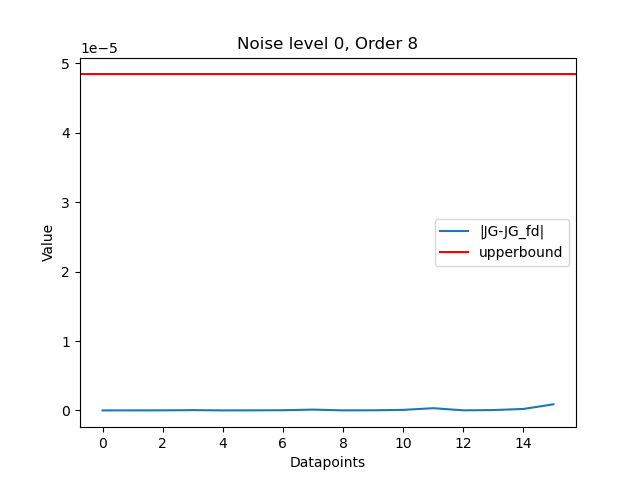 Noise level 0, Order 8
1e−5
5
4
3
2
1
0
Value
|JG-JG_fd|
upperbound
0 2 4 6 8 10 12 14
Datapoints